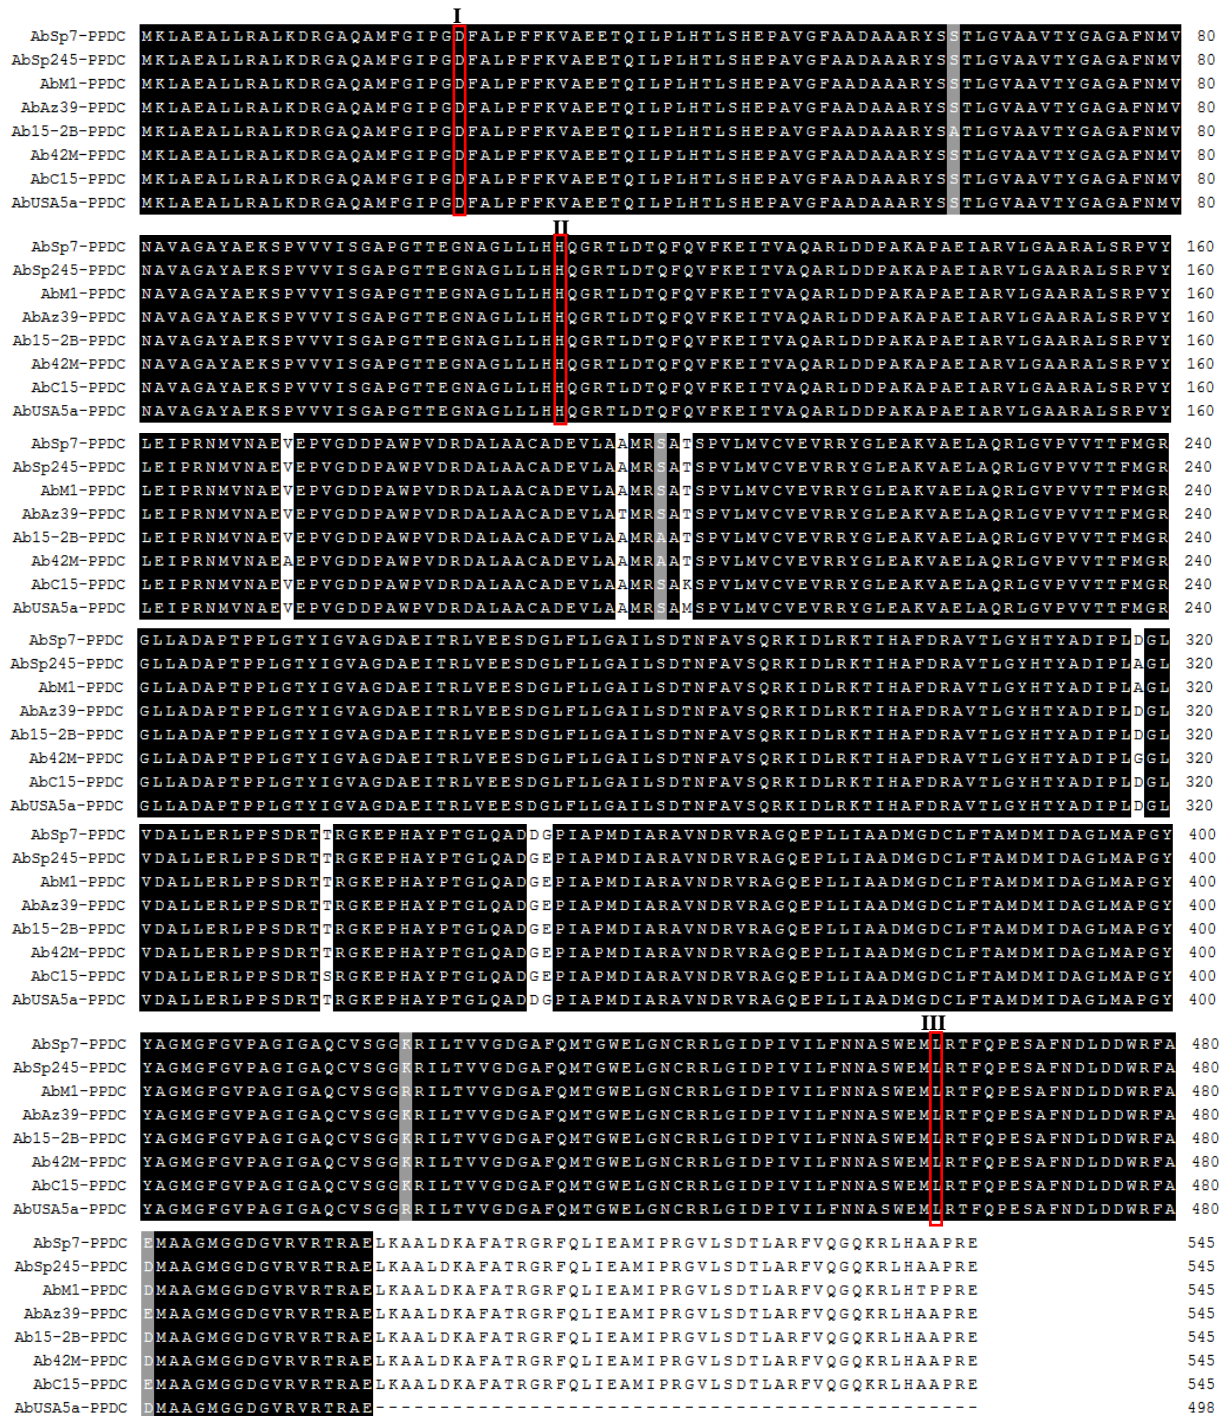 I
AbSp7-PPDC MKLAEALLRALKDRGAQAMFGIPGDFALPFFKVAEETQILPLHTLSHEPAVGFAADAAARYSSTLGVAAVTYGAGAFNMV 80
AbSp245-PPDC MKLAEALLRALKDRGAQAMFGIPGDFALPFFKVAEETQILPLHTLSHEPAVGFAADAAARYSSTLGVAAVTYGAGAFNMV 80
AbM1-PPDC MKLAEALLRALKDRGAQAMFGIPGDFALPFFKVAEETQILPLHTLSHEPAVGFAADAAARYSSTLGVAAVTYGAGAFNMV 80
AbAz39-PPDC MKLAEALLRALKDRGAQAMFGIPGDFALPFFKVAEETQILPLHTLSHEPAVGFAADAAARYSSTLGVAAVTYGAGAFNMV 80
Ab15-2B-PPDC MKLAEALLRALKDRGAQAMFGIPGDFALPFFKVAEETQILPLHTLSHEPAVGFAADAAARYSATLGVAAVTYGAGAFNMV 80
Ab42M-PPDC MKLAEALLRALKDRGAQAMFGIPGDFALPFFKVAEETQILPLHTLSHEPAVGFAADAAARYSSTLGVAAVTYGAGAFNMV 80
AbC15-PPDC MKLAEALLRALKDRGAQAMFGIPGDFALPFFKVAEETQILPLHTLSHEPAVGFAADAAARYSSTLGVAAVTYGAGAFNMV 80
AbUSA5a-PPDC MKLAEALLRALKDRGAQAMFGIPGDFALPFFKVAEETQILPLHTLSHEPAVGFAADAAARYSSTLGVAAVTYGAGAFNMV 80
II
AbSp7-PPDC NAVAGAYAEKSPVVVISGAPGTTEGNAGLLLHHQGRTLDTQFQVFKEITVAQARLDDPAKAPAEIARVLGAARALSRPVY 160
AbSp245-PPDC NAVAGAYAEKSPVVVISGAPGTTEGNAGLLLHHQGRTLDTQFQVFKEITVAQARLDDPAKAPAEIARVLGAARALSRPVY 160
AbM1-PPDC NAVAGAYAEKSPVVVISGAPGTTEGNAGLLLHHQGRTLDTQFQVFKEITVAQARLDDPAKAPAEIARVLGAARALSRPVY 160
AbAz39-PPDC NAVAGAYAEKSPVVVISGAPGTTEGNAGLLLHHQGRTLDTQFQVFKEITVAQARLDDPAKAPAEIARVLGAARALSRPVY 160
Ab15-2B-PPDC NAVAGAYAEKSPVVVISGAPGTTEGNAGLLLHHQGRTLDTQFQVFKEITVAQARLDDPAKAPAEIARVLGAARALSRPVY 160
Ab42M-PPDC NAVAGAYAEKSPVVVISGAPGTTEGNAGLLLHHQGRTLDTQFQVFKEITVAQARLDDPAKAPAEIARVLGAARALSRPVY 160
AbC15-PPDC NAVAGAYAEKSPVVVISGAPGTTEGNAGLLLHHQGRTLDTQFQVFKEITVAQARLDDPAKAPAEIARVLGAARALSRPVY 160
AbUSA5a-PPDC NAVAGAYAEKSPVVVISGAPGTTEGNAGLLLHHQGRTLDTQFQVFKEITVAQARLDDPAKAPAEIARVLGAARALSRPVY 160
AbSp7-PPDC LEIPRNMVNAEVEPVGDDPAWPVDRDALAACADEVLAAMRSATSPVLMVCVEVRRYGLEAKVAELAQRLGVPVVTTFMGR 240
AbSp245-PPDC LEIPRNMVNAEVEPVGDDPAWPVDRDALAACADEVLAAMRSATSPVLMVCVEVRRYGLEAKVAELAQRLGVPVVTTFMGR 240
AbM1-PPDC LEIPRNMVNAEVEPVGDDPAWPVDRDALAACADEVLAAMRSATSPVLMVCVEVRRYGLEAKVAELAQRLGVPVVTTFMGR 240
AbAz39-PPDC LEIPRNMVNAEVEPVGDDPAWPVDRDALAACADEVLATMRSATSPVLMVCVEVRRYGLEAKVAELAQRLGVPVVTTFMGR 240
Ab15-2B-PPDC LEIPRNMVNAEVEPVGDDPAWPVDRDALAACADEVLAAMRAATSPVLMVCVEVRRYGLEAKVAELAQRLGVPVVTTFMGR 240
Ab42M-PPDC LEIPRNMVNAEAEPVGDDPAWPVDRDALAACADEVLAAMRAATSPVLMVCVEVRRYGLEAKVAELAQRLGVPVVTTFMGR 240
AbC15-PPDC LEIPRNMVNAEVEPVGDDPAWPVDRDALAACADEVLAAMRSAKSPVLMVCVEVRRYGLEAKVAELAQRLGVPVVTTFMGR 240
AbUSA5a-PPDC LEIPRNMVNAEVEPVGDDPAWPVDRDALAACADEVLAAMRSAMSPVLMVCVEVRRYGLEAKVAELAQRLGVPVVTTFMGR 240
AbSp7-PPDC GLLADAPTPPLGTYIGVAGDAEITRLVEESDGLFLLGAILSDTNFAVSQRKIDLRKTIHAFDRAVTLGYHTYADIPLDGL 320
AbSp245-PPDC GLLADAPTPPLGTYIGVAGDAEITRLVEESDGLFLLGAILSDTNFAVSQRKIDLRKTIHAFDRAVTLGYHTYADIPLAGL 320
AbM1-PPDC GLLADAPTPPLGTYIGVAGDAEITRLVEESDGLFLLGAILSDTNFAVSQRKIDLRKTIHAFDRAVTLGYHTYADIPLAGL 320
AbAz39-PPDC GLLADAPTPPLGTYIGVAGDAEITRLVEESDGLFLLGAILSDTNFAVSQRKIDLRKTIHAFDRAVTLGYHTYADIPLDGL 320
Ab15-2B-PPDC GLLADAPTPPLGTYIGVAGDAEITRLVEESDGLFLLGAILSDTNFAVSQRKIDLRKTIHAFDRAVTLGYHTYADIPLDGL 320
Ab42M-PPDC GLLADAPTPPLGTYIGVAGDAEITRLVEESDGLFLLGAILSDTNFAVSQRKIDLRKTIHAFDRAVTLGYHTYADIPLGGL 320
AbC15-PPDC GLLADAPTPPLGTYIGVAGDAEITRLVEESDGLFLLGAILSDTNFAVSQRKIDLRKTIHAFDRAVTLGYHTYADIPLDGL 320
AbUSA5a-PPDC GLLADAPTPPLGTYIGVAGDAEITRLVEESDGLFLLGAILSDTNFAVSQRKIDLRKTIHAFDRAVTLGYHTYADIPLDGL 320
AbSp7-PPDC VDALLERLPPSDRTTRGKEPHAYPTGLQADDGPIAPMDIARAVNDRVRAGQEPLLIAADMGDCLFTAMDMIDAGLMAPGY 400
AbSp245-PPDC VDALLERLPPSDRTTRGKEPHAYPTGLQADGEPIAPMDIARAVNDRVRAGQEPLLIAADMGDCLFTAMDMIDAGLMAPGY 400
AbM1-PPDC VDALLERLPPSDRTTRGKEPHAYPTGLQADGEPIAPMDIARAVNDRVRAGQEPLLIAADMGDCLFTAMDMIDAGLMAPGY 400
AbAz39-PPDC VDALLERLPPSDRTTRGKEPHAYPTGLQADGEPIAPMDIARAVNDRVRAGQEPLLIAADMGDCLFTAMDMIDAGLMAPGY 400
Ab15-2B-PPDC VDALLERLPPSDRTTRGKEPHAYPTGLQADGEPIAPMDIARAVNDRVRAGQEPLLIAADMGDCLFTAMDMIDAGLMAPGY 400
Ab42M-PPDC VDALLERLPPSDRTTRGKEPHAYPTGLQADGEPIAPMDIARAVNDRVRAGQEPLLIAADMGDCLFTAMDMIDAGLMAPGY 400
AbC15-PPDC VDALLERLPPSDRTSRGKEPHAYPTGLQADGEPIAPMDIARAVNDRVRAGQEPLLIAADMGDCLFTAMDMIDAGLMAPGY 400
AbUSA5a-PPDC VDALLERLPPSDRTTRGKEPHAYPTGLQADDGPIAPMDIARAVNDRVRAGQEPLLIAADMGDCLFTAMDMIDAGLMAPGY 400
III
AbSp7-PPDC YAGMGFGVPAGIGAQCVSGGKRILTVVGDGAFQMTGWELGNCRRLGIDPIVILFNNASWEMLRTFQPESAFNDLDDWRFA 480
AbSp245-PPDC YAGMGFGVPAGIGAQCVSGGKRILTVVGDGAFQMTGWELGNCRRLGIDPIVILFNNASWEMLRTFQPESAFNDLDDWRFA 480
AbM1-PPDC YAGMGFGVPAGIGAQCVSGGRRILTVVGDGAFQMTGWELGNCRRLGIDPIVILFNNASWEMLRTFQPESAFNDLDDWRFA 480
AbAz39-PPDC YAGMGFGVPAGIGAQCVSGGKRILTVVGDGAFQMTGWELGNCRRLGIDPIVILFNNASWEMLRTFQPESAFNDLDDWRFA 480
Ab15-2B-PPDC YAGMGFGVPAGIGAQCVSGGKRILTVVGDGAFQMTGWELGNCRRLGIDPIVILFNNASWEMLRTFQPESAFNDLDDWRFA 480
Ab42M-PPDC YAGMGFGVPAGIGAQCVSGGKRILTVVGDGAFQMTGWELGNCRRLGIDPIVILFNNASWEMLRTFQPESAFNDLDDWRFA 480
AbC15-PPDC YAGMGFGVPAGIGAQCVSGGKRILTVVGDGAFQMTGWELGNCRRLGIDPIVILFNNASWEMLRTFQPESAFNDLDDWRFA 480
AbUSA5a-PPDC YAGMGFGVPAGIGAQCVSGGRRILTVVGDGAFQMTGWELGNCRRLGIDPIVILFNNASWEMLRTFQPESAFNDLDDWRFA 480
AbSp7-PPDC EMAAGMGGDGVRVRTRAELKAALDKAFATRGRFQLIEAMIPRGVLSDTLARFVQGQKRLHAAPRE 545
AbSp245-PPDC DMAAGMGGDGVRVRTRAELKAALDKAFATRGRFQLIEAMIPRGVLSDTLARFVQGQKRLHAAPRE 545
AbM1-PPDC DMAAGMGGDGVRVRTRAELKAALDKAFATRGRFQLIEAMIPRGVLSDTLARFVQGQKRLHTPPRE 545
AbAz39-PPDC EMAAGMGGDGVRVRTRAELKAALDKAFATRGRFQLIEAMIPRGVLSDTLARFVQGQKRLHAAPRE 545
Ab15-2B-PPDC DMAAGMGGDGVRVRTRAELKAALDKAFATRGRFQLIEAMIPRGVLSDTLARFVQGQKRLHAAPRE 545
Ab42M-PPDC DMAAGMGGDGVRVRTRAELKAALDKAFATRGRFQLIEAMIPRGVLSDTLARFVQGQKRLHAAPRE 545
AbC15-PPDC EMAAGMGGDGVRVRTRAELKAALDKAFATRGRFQLIEAMIPRGVLSDTLARFVQGQKRLHAAPRE 545
AbUSA5a-PPDC DMAAGMGGDGVRVRTRAE----------------------------------------------- 498